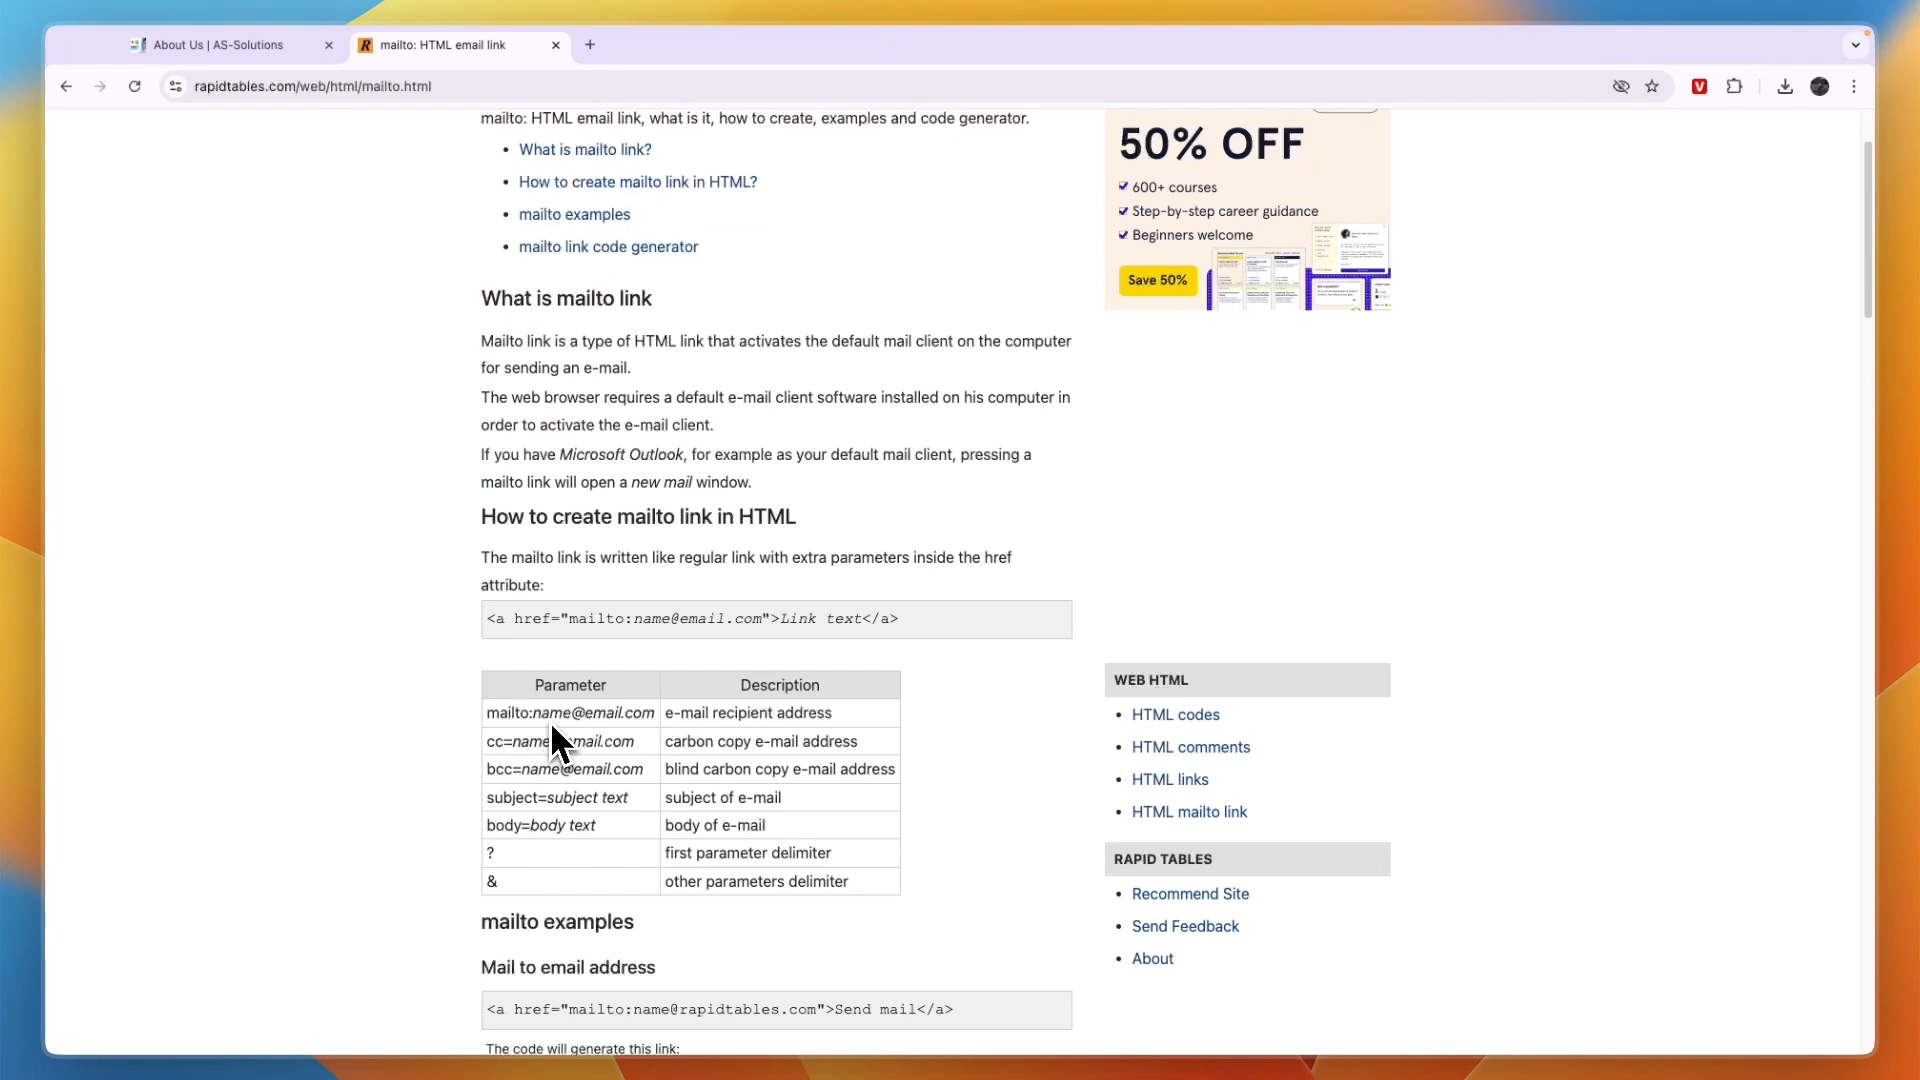 About Us | AS-Solutions
mailto: HTML email link
rapidtables.com/web/html/mailto.html
mailto: HTML email link, what is it, how to create, examples and code generator.
• What is mailto link?
• How to create mailto link in HTML?
• mailto examples
• mailto link code generator
What is mailto link
Mailto link is a type of HTML link that activates the default mail client on the computer
for sending an e-mail.
The web browser requires a default e-mail client software installed on his computer in
order to activate the e-mail client.
If you have Microsoft Outlook, for example as your default mail client, pressing a
mailto link will open a new mail window.
How to create mailto link in HTML
The mailto link is written like regular link with extra parameters inside the href
attribute:
<a href="mailto:name@email.com">Link text</a>
Parameter Description
mailto:name@email.com e-mail recipient address
cc=name email.com carbon copy e-mail address
bcc=name@email.com blind carbon copy e-mail address
subject=subject text subject of e-mail
body=body text body of e-mail
? first parameter delimiter
& other parameters delimiter
mailto examples
Mail to email address
<a href="mailto:name@rapidtables.com">Send mail</a>
The code will generate this link:
50% OFF
600+ courses
Step-by-step career guidance
Beginners welcome
Save 50%
WEB HTML
• HTML codes
• HTML comments
• HTML links
• HTML mailto link
RAPID TABLES
• Recommend Site
• Send Feedback
• About